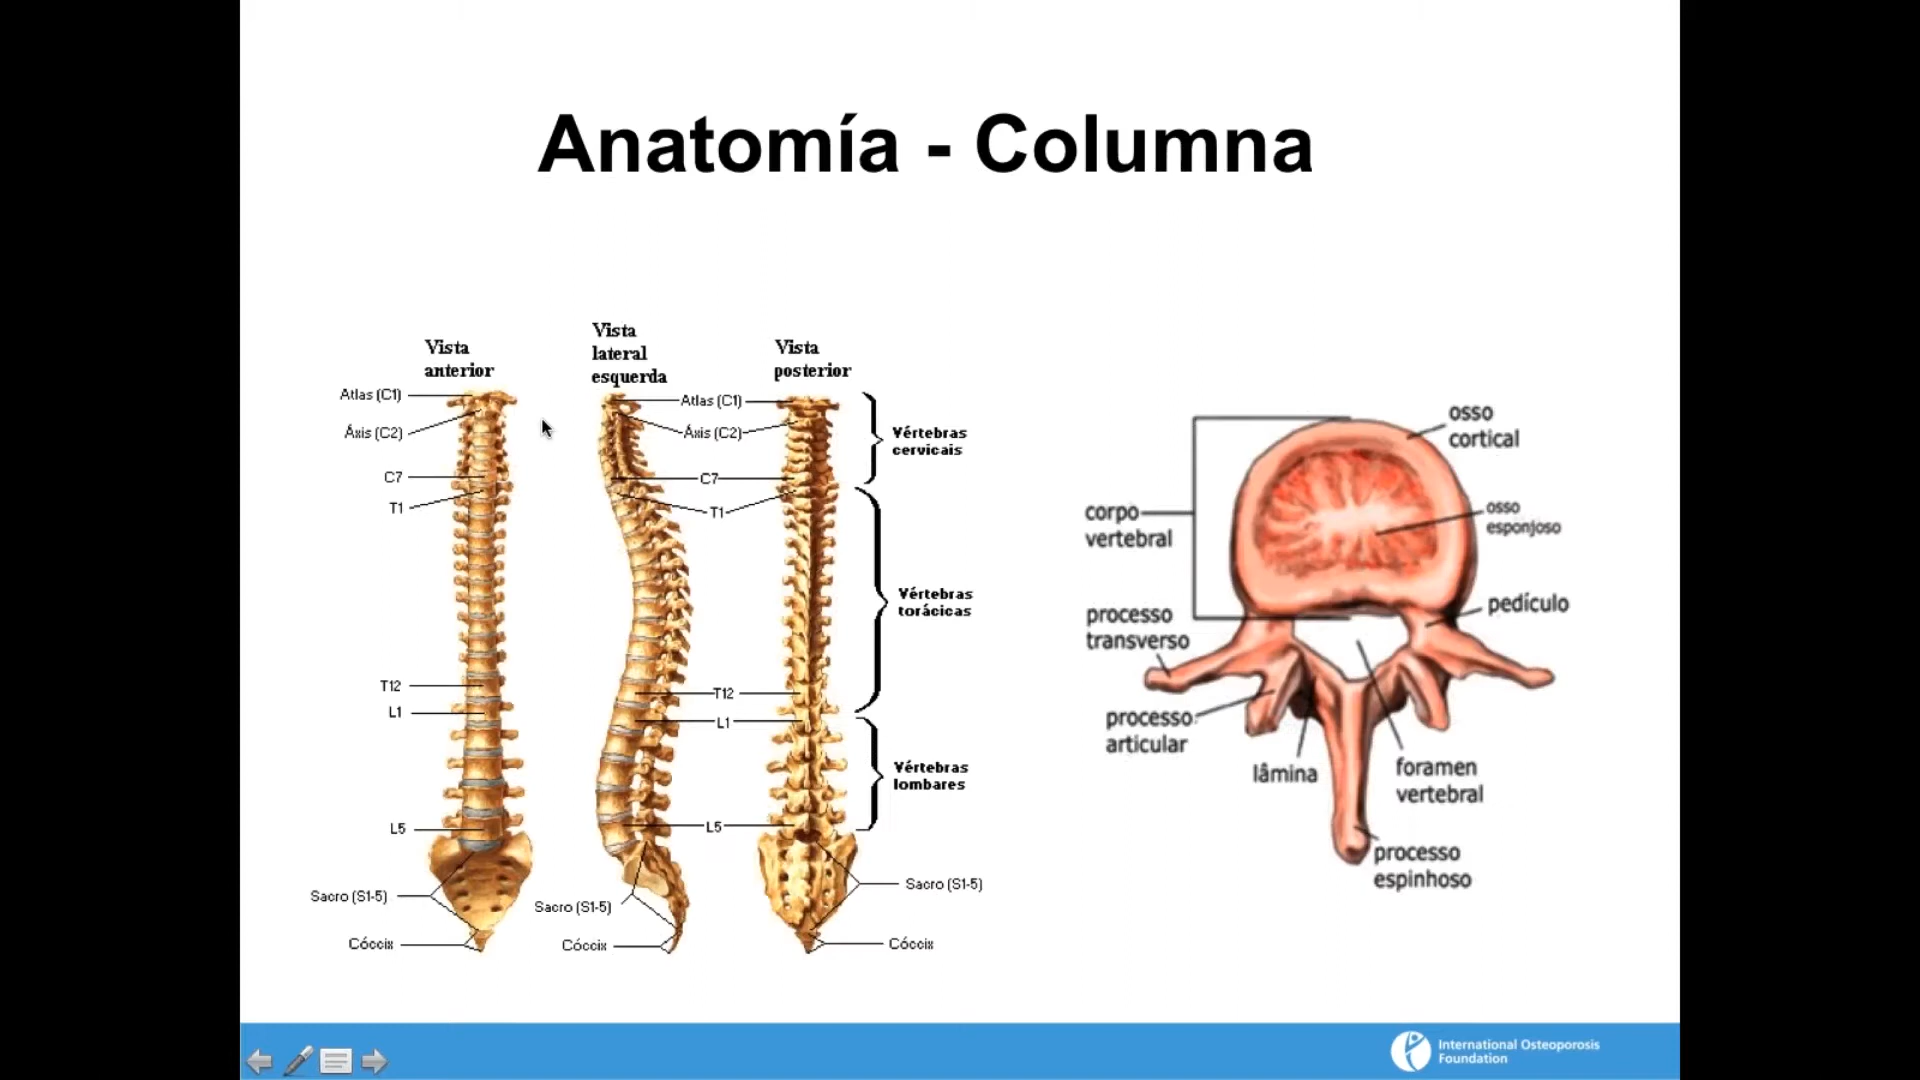 Anatomía - Columna
Vista
anterior
Vista
lateral
esquerda
Vista
posterior
Atlas (C1)
Áxis (C2)
C7
T1
T12
L1
L5
Sacro (S1-5)
Cóccix
Atlas (C1)
Áxis (C2)
C7
T1
T12
L1
L5
Sacro (S1-5)
Cóccix
Vértebras
cervicais
Vértebras
torácicas
Vértebras
lombares
Sacro (S1-5)
Cóccix
osso
cortical
osso
esponjoso
corpo
vertebral
pedículo
processo
transverso
processo
articular
lâmina
foramen
vertebral
processo
espinhoso
International Osteoporosis
Foundation